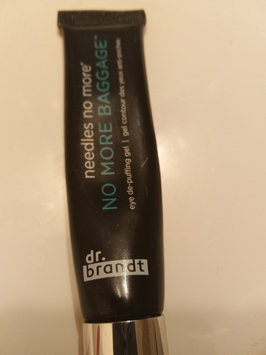 needles no more®
NO MORE BAGGAGE™
eye de-puffing gel | gel contour des yeux anti-poches
dr.
brandt